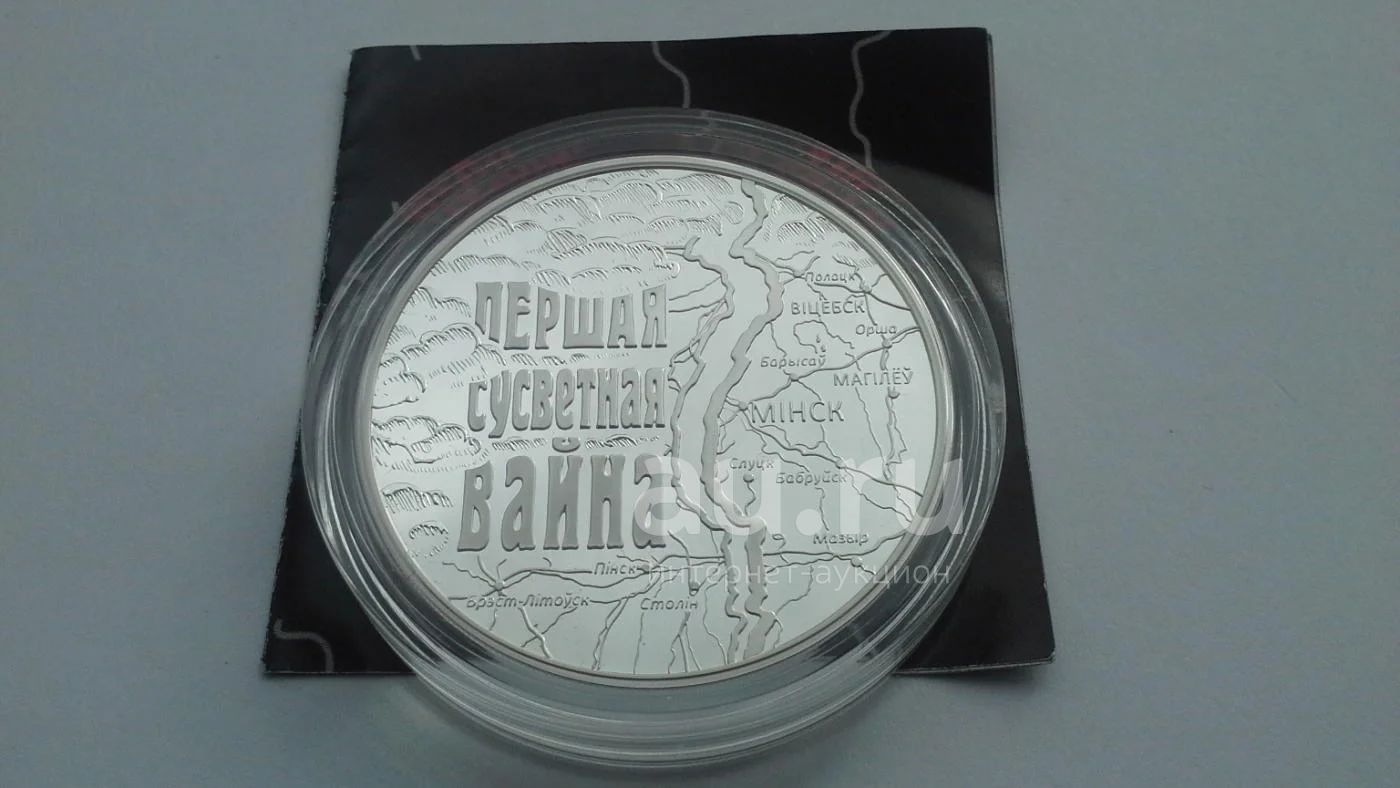 ПЕРШАЯ
СУСВЕТНАЯ
ВАЙНА
Полацк
ВІЦЕБСК
Орша
Барысаў
МАГІЛЁЎ
МІНСК
Слуцк
Бабруйск
Мазыр
Пінск
Брэст-Літоўск
Столін
au.ru
интернет-аукцион